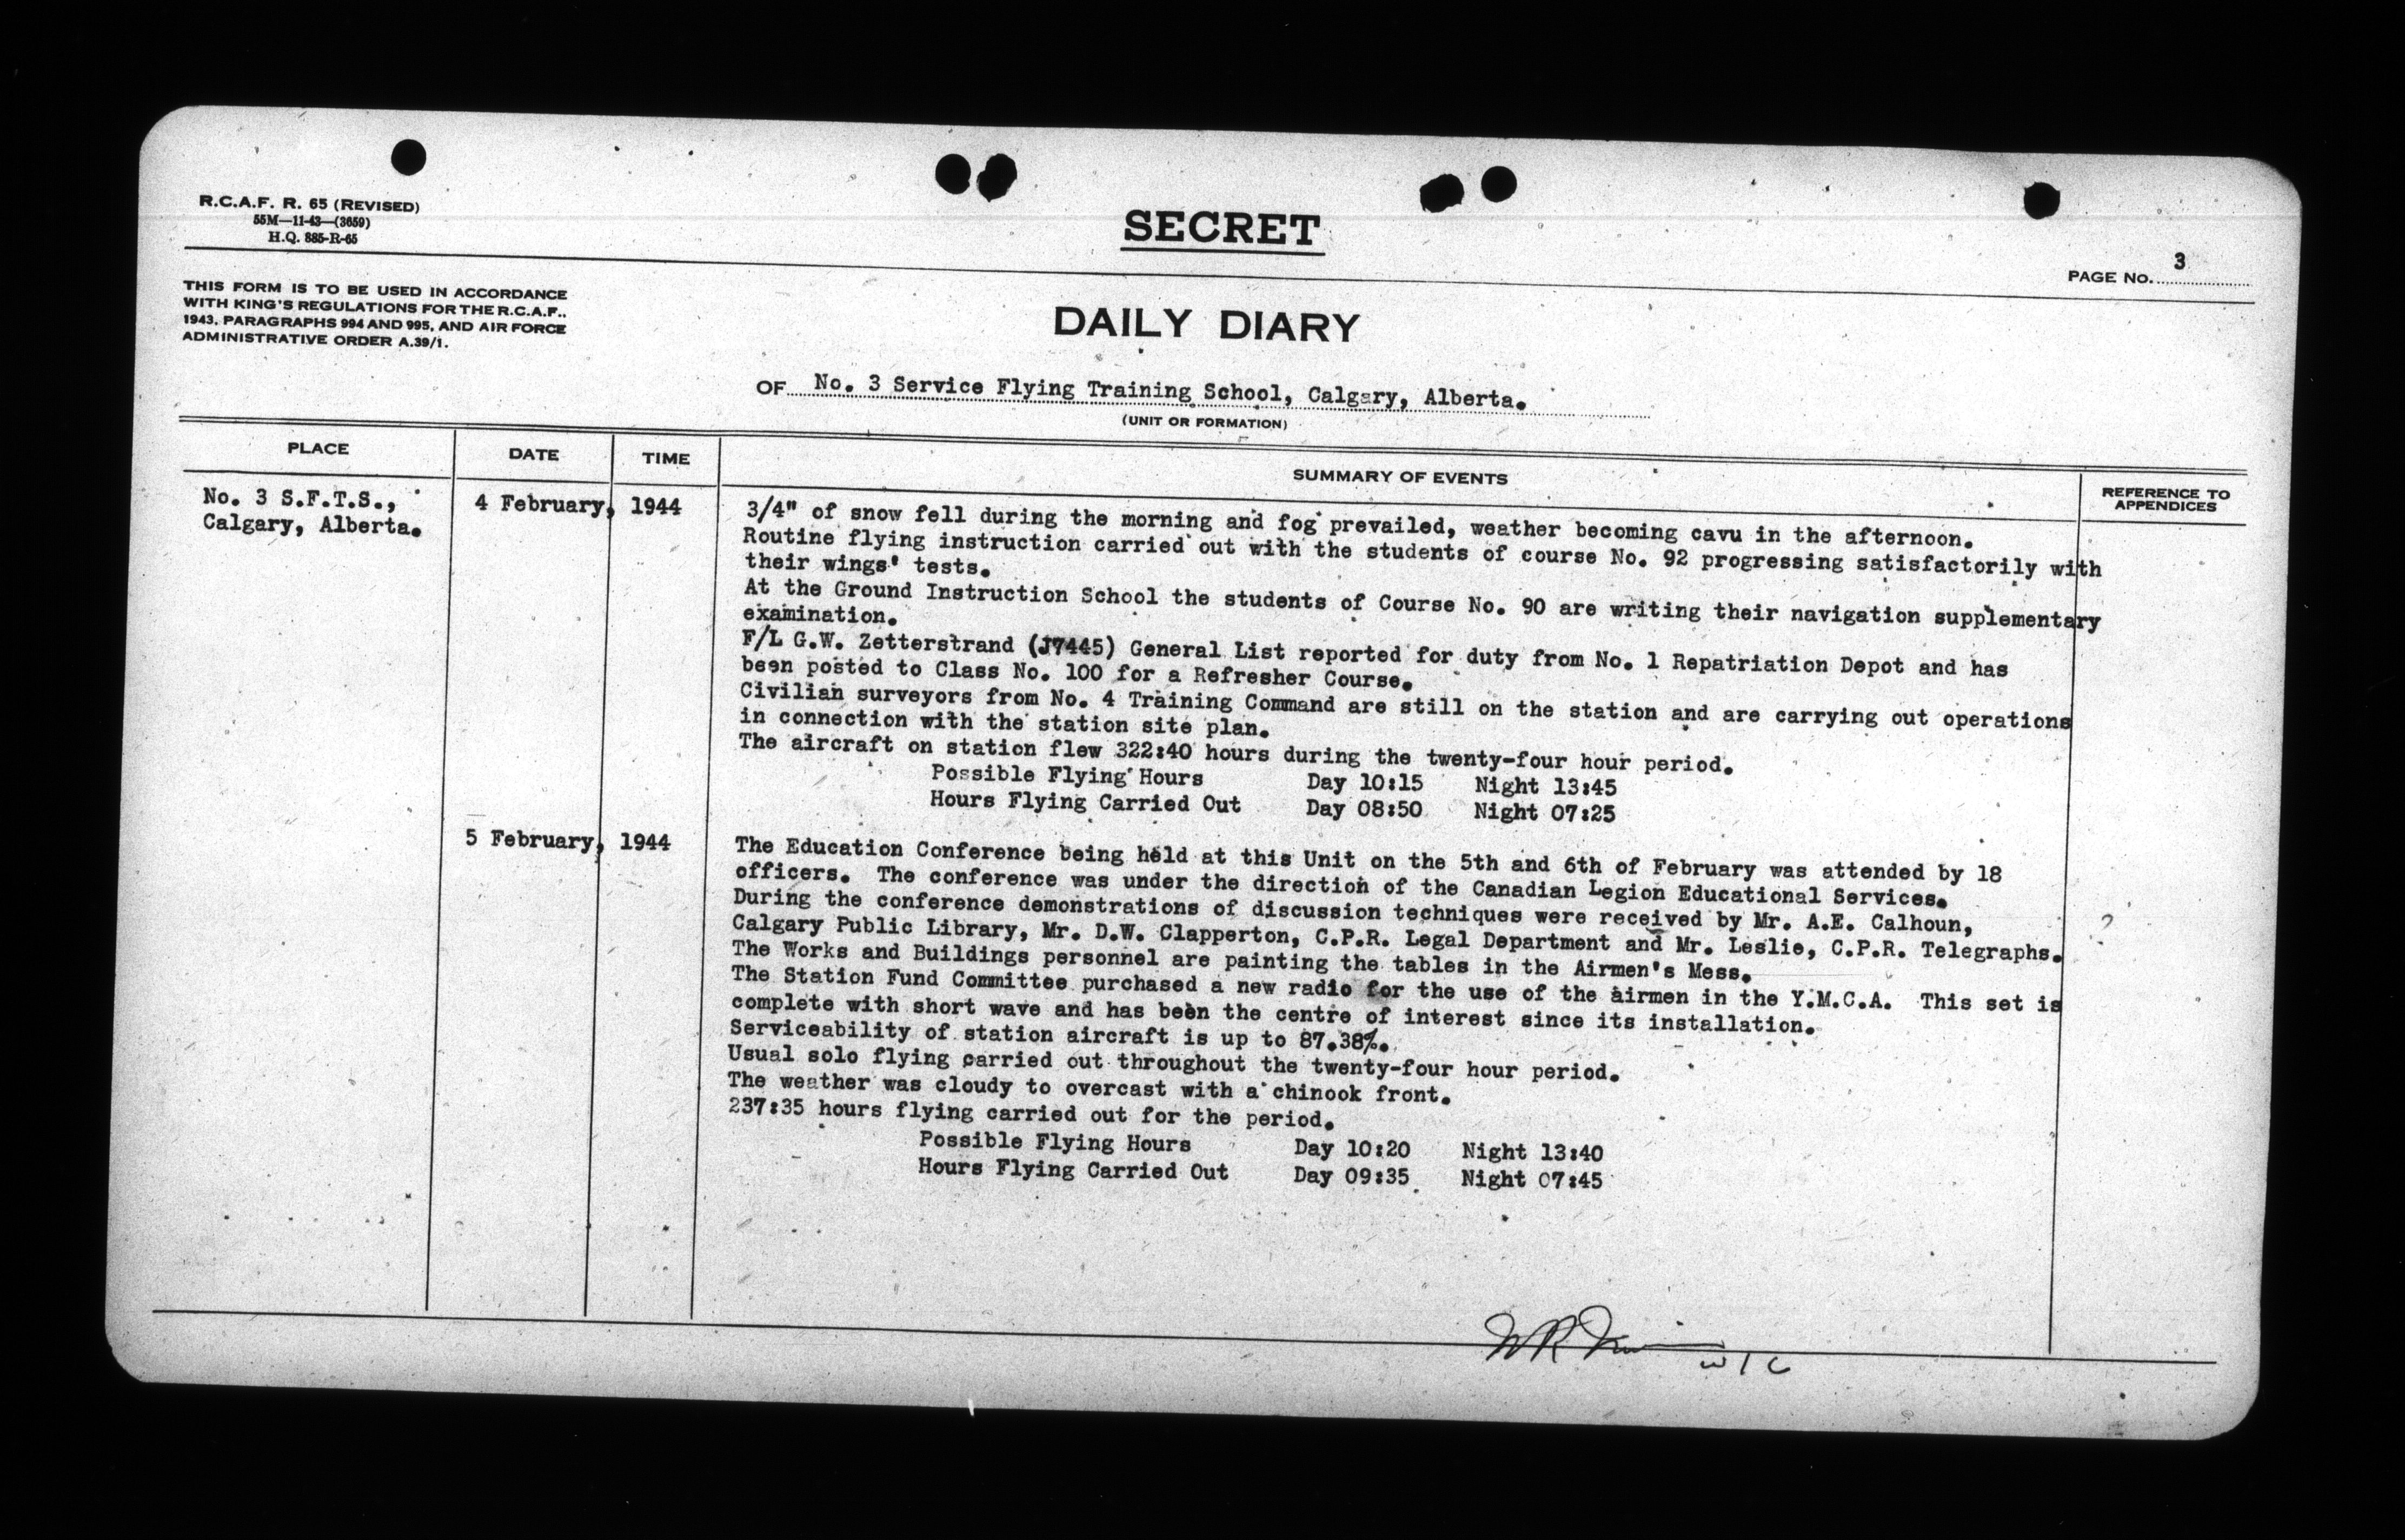 R.C.A.F. R. 65 (REVISED)
55M—11-43—(3659)
H.Q. 885-R-65
SECRET
PAGE No. 3
THIS FORM IS TO BE USED IN ACCORDANCE
WITH KING'S REGULATIONS FOR THE R.C.A.F.,
1943, PARAGRAPHS 994 AND 995, AND AIR FORCE
ADMINISTRATIVE ORDER A.39/1.
DAILY DIARY
OF No. 3 Service Flying Training School, Calgary, Alberta.
(UNIT OR FORMATION)
PLACE DATE TIME SUMMARY OF EVENTS REFERENCE TO
APPENDICES
No. 3 S.F.T.S.,
Calgary, Alberta.
4 February, 1944
3/4" of snow fell during the morning and fog prevailed, weather becoming cavu in the afternoon.
Routine flying instruction carried out with the students of course No. 92 progressing satisfactorily with
their wings' tests.
At the Ground Instruction School the students of Course No. 90 are writing their navigation supplementary
examination.
F/L G.W. Zetterstrand (J7445) General List reported for duty from No. 1 Repatriation Depot and has
been posted to Class No. 100 for a Refresher Course.
Civilian surveyors from No. 4 Training Command are still on the station and are carrying out operations
in connection with the station site plan.
The aircraft on station flew 322:40 hours during the twenty-four hour period.
Possible Flying Hours Day 10:15 Night 13:45
Hours Flying Carried Out Day 08:50 Night 07:25
5 February, 1944
The Education Conference being held at this Unit on the 5th and 6th of February was attended by 18
officers. The conference was under the direction of the Canadian Legion Educational Services.
During the conference demonstrations of discussion techniques were received by Mr. A.E. Calhoun,
Calgary Public Library, Mr. D.W. Clapperton, C.P.R. Legal Department and Mr. Leslie, C.P.R. Telegraphs.
?
The Works and Buildings personnel are painting the tables in the Airmen's Mess.
The Station Fund Committee purchased a new radio for the use of the airmen in the Y.M.C.A. This set is
complete with short wave and has been the centre of interest since its installation.
Serviceability of station aircraft is up to 87.38%.
Usual solo flying carried out throughout the twenty-four hour period.
The weather was cloudy to overcast with a chinook front.
237:35 hours flying carried out for the period.
Possible Flying Hours Day 10:20 Night 13:40
Hours Flying Carried Out Day 09:35 Night 07:45
W/C